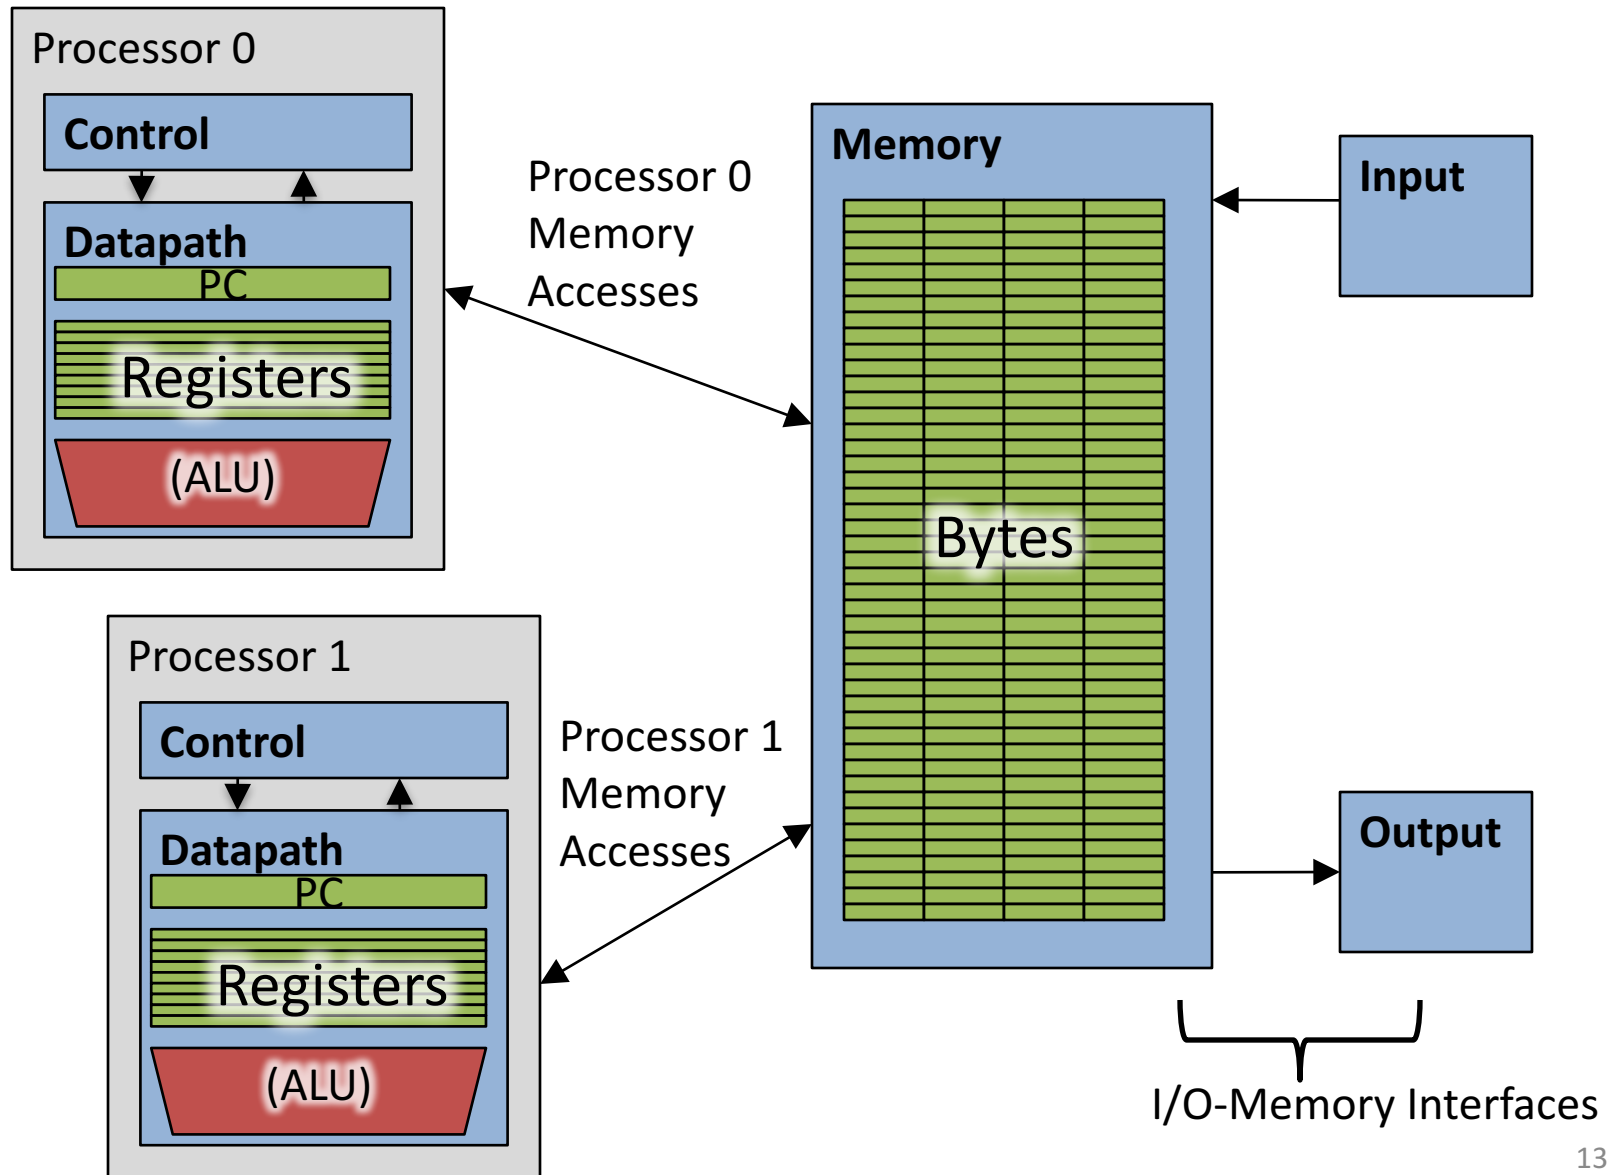 Processor 0
Control
Datapath
PC
Registers
(ALU)
Processor 0
Memory
Accesses
Memory
Bytes
Input
Processor 1
Control
Datapath
PC
Registers
(ALU)
Processor 1
Memory
Accesses
Output
I/O-Memory Interfaces
13